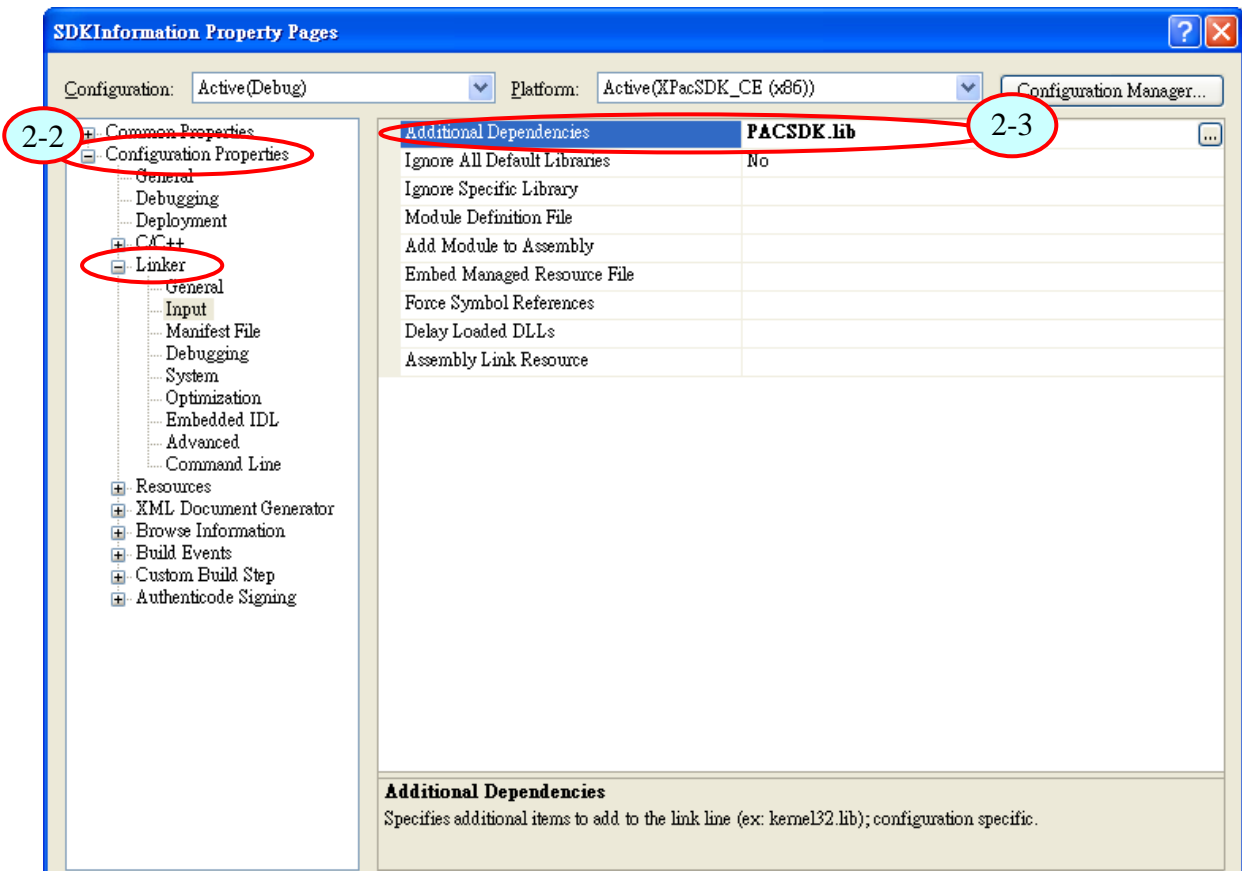 SDKInformation Property Pages
Configuration: Active(Debug) Platform: Active(XPacSDK_CE (x86)) Configuration Manager...
2-2
Common Properties
Configuration Properties
General
Debugging
Deployment
C/C++
Linker
General
Input
Manifest File
Debugging
System
Optimization
Embedded IDL
Advanced
Command Line
Resources
XML Document Generator
Browse Information
Build Events
Custom Build Step
Authenticode Signing
2-3
Additional Dependencies PACSDK.lib ...
Ignore All Default Libraries No
Ignore Specific Library
Module Definition File
Add Module to Assembly
Embed Managed Resource File
Force Symbol References
Delay Loaded DLLs
Assembly Link Resource
Additional Dependencies
Specifies additional items to add to the link line (ex: kernel32.lib); configuration specific.